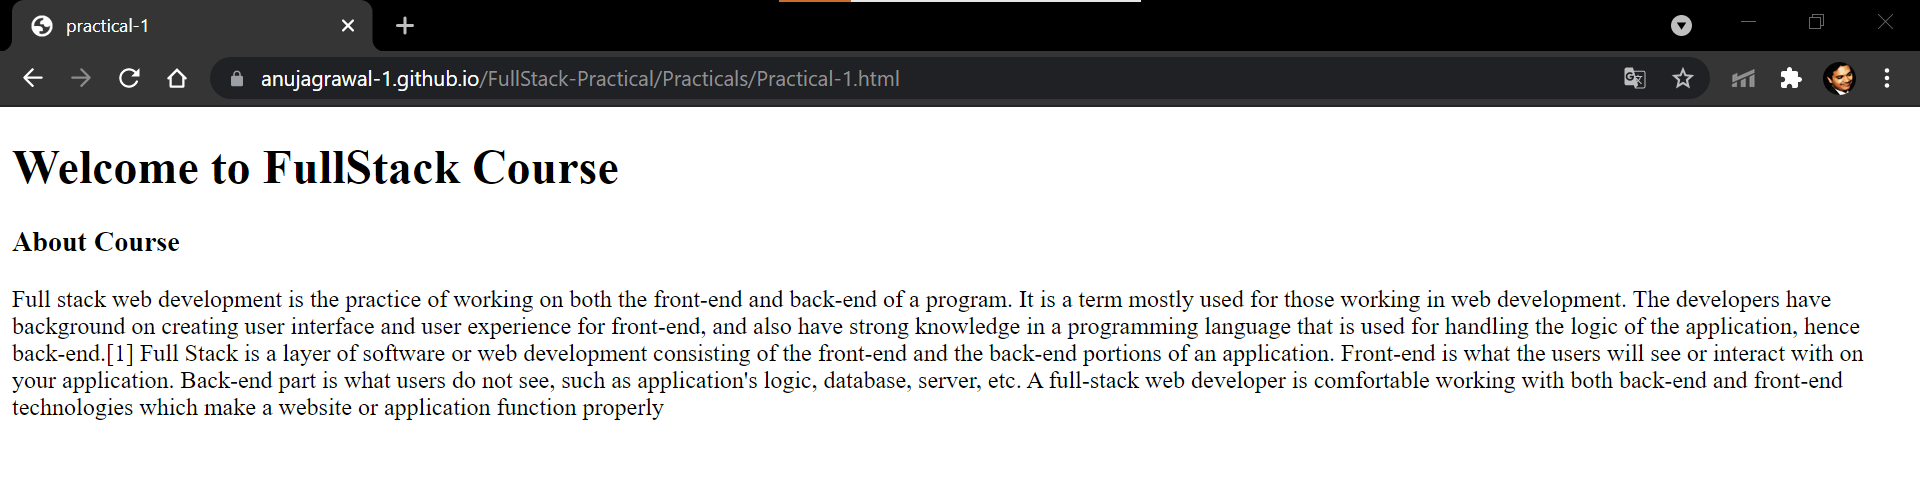 practical-1
anujagrawal-1.github.io/FullStack-Practical/Practicals/Practical-1.html
Welcome to FullStack Course
About Course
Full stack web development is the practice of working on both the front-end and back-end of a program. It is a term mostly used for those working in web development. The developers have
background on creating user interface and user experience for front-end, and also have strong knowledge in a programming language that is used for handling the logic of the application, hence
back-end.[1] Full Stack is a layer of software or web development consisting of the front-end and the back-end portions of an application. Front-end is what the users will see or interact with on
your application. Back-end part is what users do not see, such as application's logic, database, server, etc. A full-stack web developer is comfortable working with both back-end and front-end
technologies which make a website or application function properly